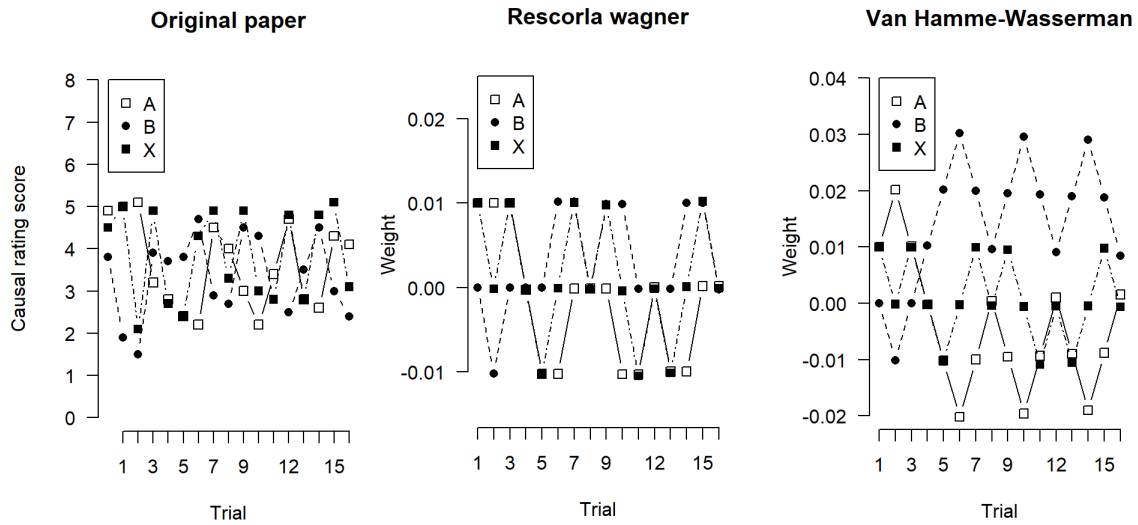 Original paper
Rescorla wagner
Van Hamme-Wasserman
Causal rating score
8
7
6
5
4
3
2
1
0
A
B
X
1
3
5
7
9
12
15
Trial
Weight
0.02
0.01
0.00
-0.01
A
B
X
1
4
7
9
12
15
Trial
Weight
0.04
0.03
0.02
0.01
0.00
-0.01
-0.02
A
B
X
1
3
5
7
9
12
15
Trial